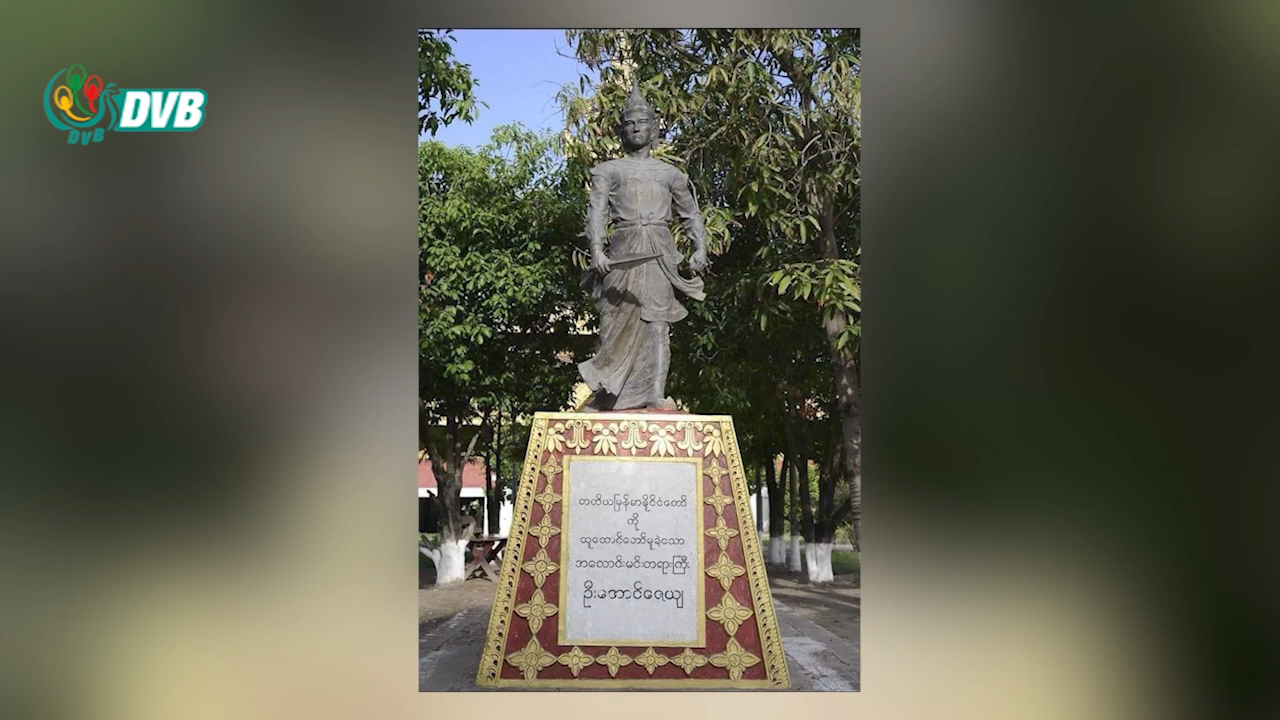 DVB
DVB
တတိယမြန်မာနိုင်ငံတော်
ကို
ထူထောင်တော်မူခဲ့သော
အလောင်းမင်းတရားကြီး
ဦးအောင်ဇေယျ